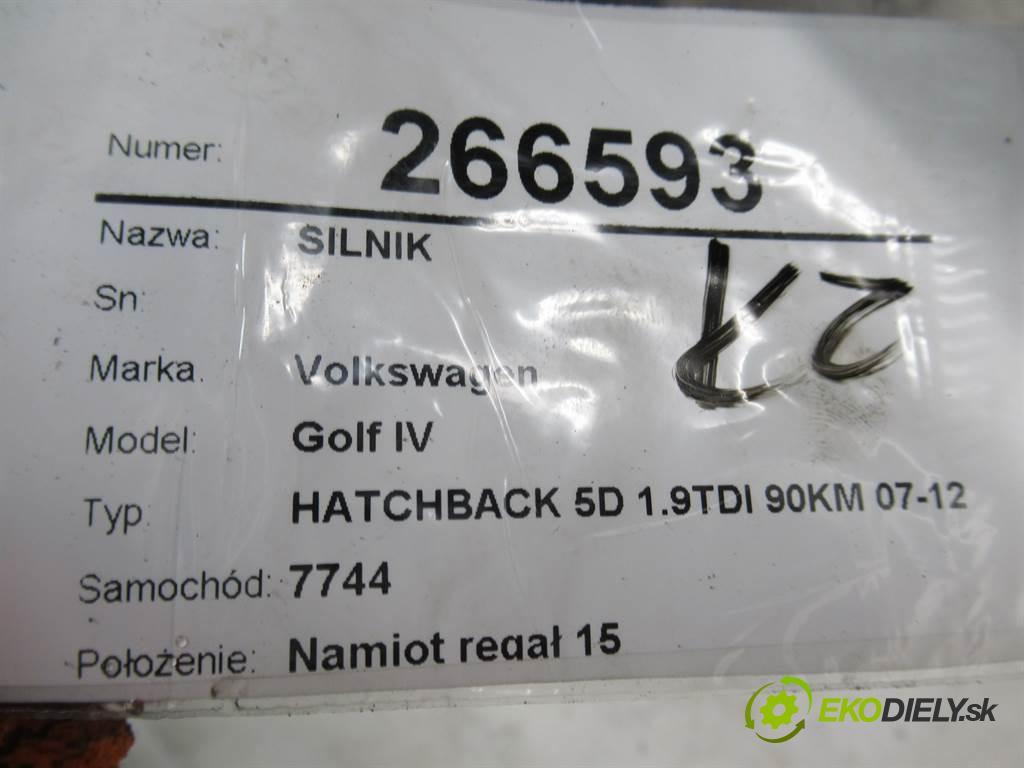 Numer: 266593
Nazwa: SILNIK
Sn:
Marka. Volkswagen
Model: Golf IV
Typ: HATCHBACK 5D 1.9TDI 90KM 07-12
Samochód: 7744
Położenie: Namiot regał 15
EKODIELY.sk